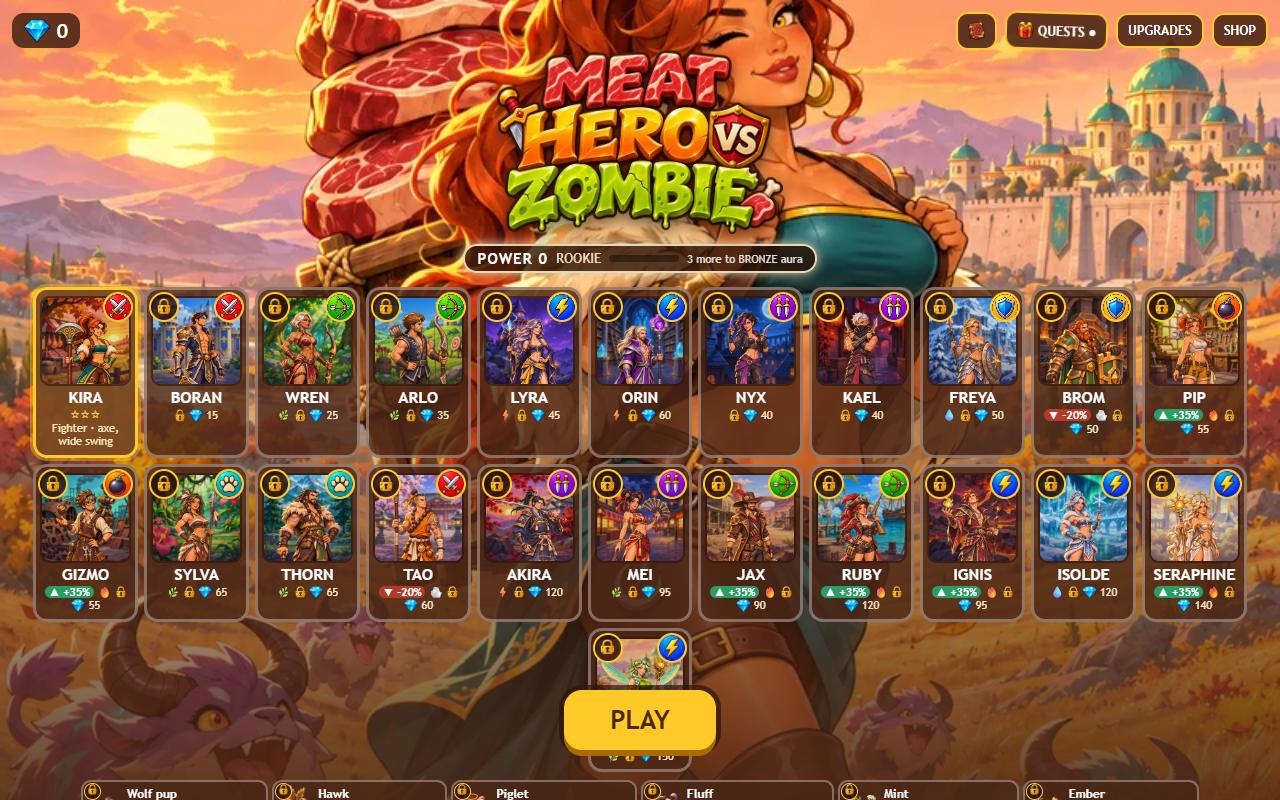 0
QUESTS
UPGRADES
SHOP
MEAT
HERO VS
ZOMBIE
POWER 0 ROOKIE 3 more to BRONZE aura
KIRA
Fighter · axe,
wide swing
BORAN
15
WREN
25
ARLO
35
LYRA
45
ORIN
60
NYX
40
KAEL
40
FREYA
50
BROM
▼ -20%
50
PIP
▲ +35%
55
GIZMO
▲ +35%
55
SYLVA
65
THORN
65
TAO
▼ -20%
60
AKIRA
120
MEI
95
JAX
▲ +35%
90
RUBY
▲ +35%
120
IGNIS
▲ +35%
95
ISOLDE
120
SERAPHINE
▲ +35%
140
PLAY
Wolf pup
Hawk
Piglet
Fluff
Mint
Ember